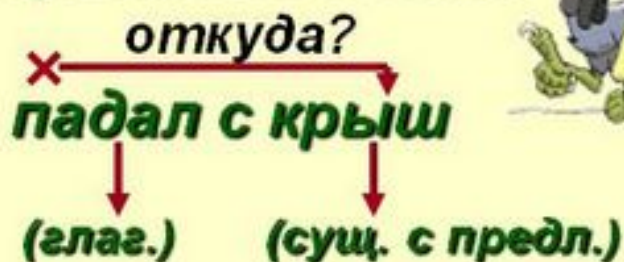 откуда?
падал с крыш
(глаг.) (сущ. с предл.)